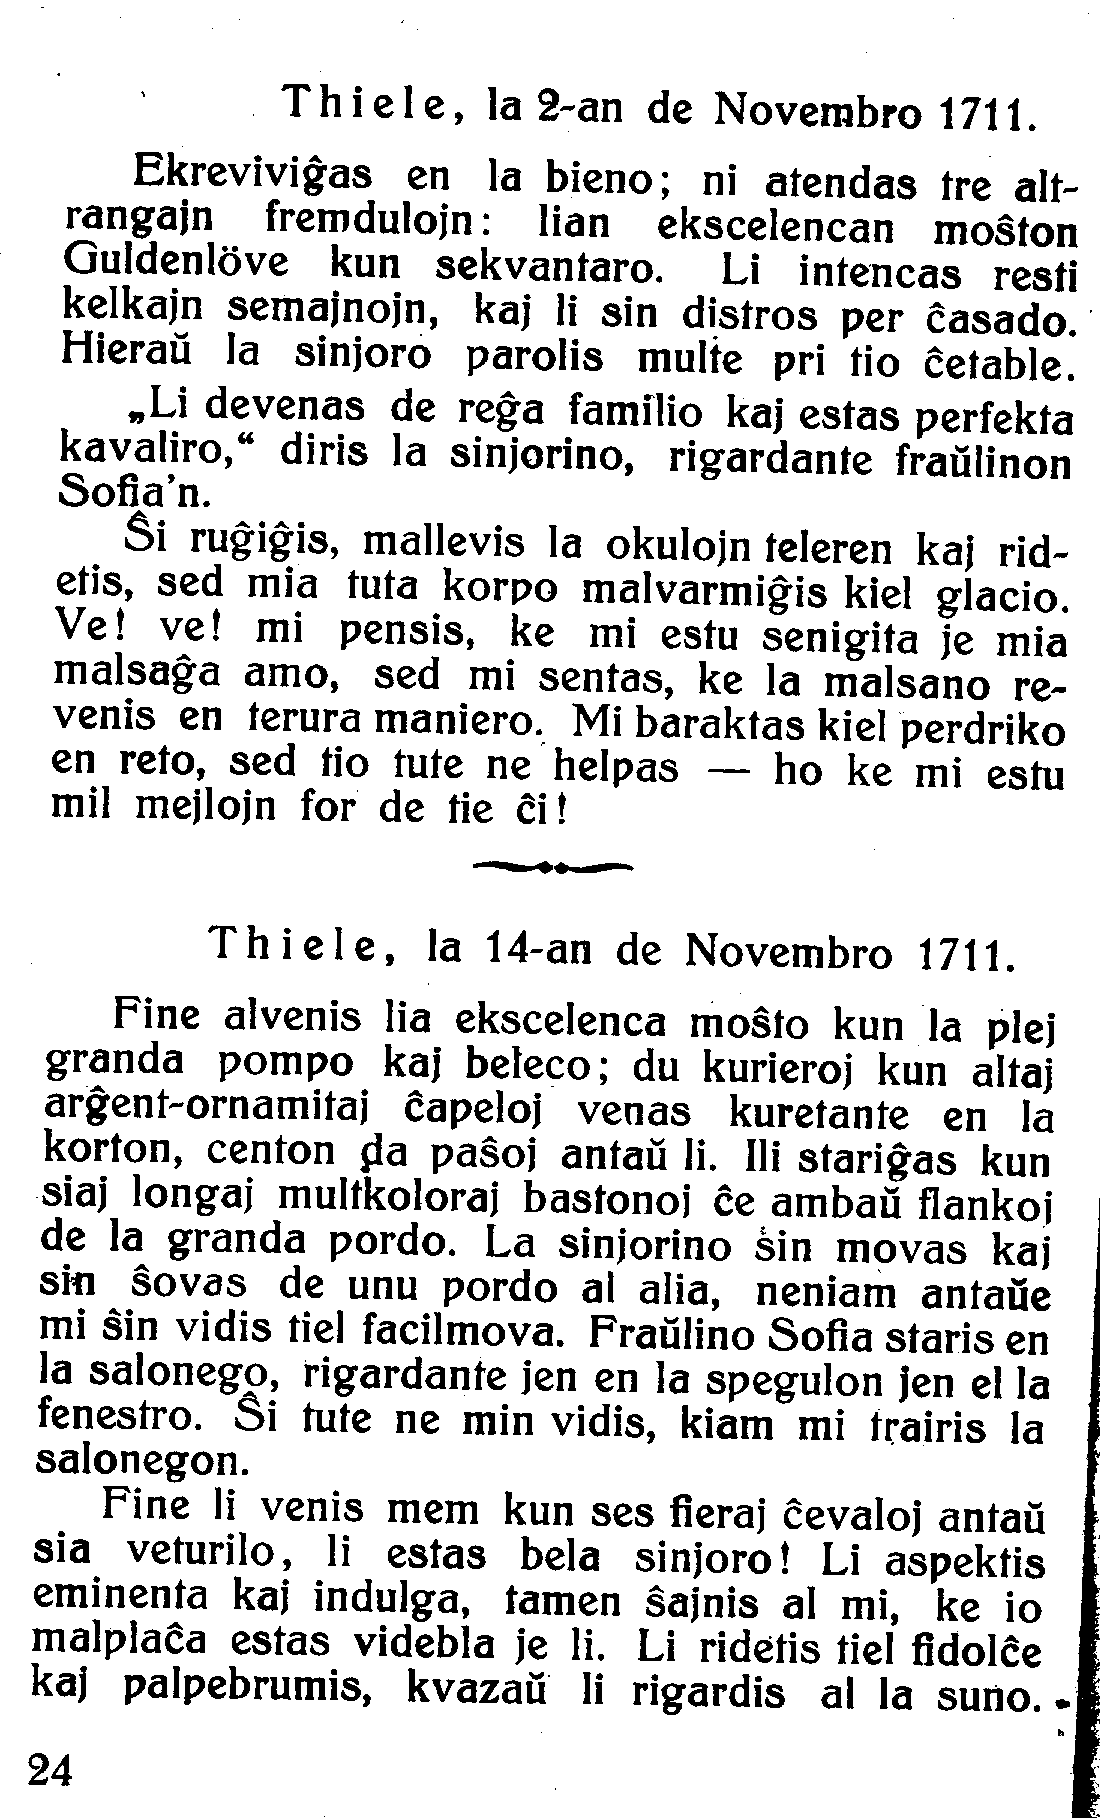 Thiele, la 2-an de Novembro 1711.
Ekreviviĝas en la bieno; ni atendas tre alt-
rangajn fremdulojn: lian ekscelencan moŝton
Guldenlöve kun sekvantaro. Li intencas resti
kelkajn semajnojn, kaj li sin distros per ĉasado.
Hieraŭ la sinjoro parolis multe pri tio ĉetable.
„Li devenas de reĝa familio kaj estas perfekta
kavaliro,“ diris la sinjorino, rigardante fraŭlinon
Sofia'n.
Ŝi ruĝiĝis, mallevis la okulojn teleren kaj rid-
etis, sed mia tuta korpo malvarmiĝis kiel glacio.
Ve! ve! mi pensis, ke mi estu senigita je mia
malsaĝa amo, sed mi sentas, ke la malsano re-
venis en terura maniero. Mi baraktas kiel perdriko
en reto, sed tio tute ne helpas — ho ke mi estu
mil mejlojn for de tie ĉi!
Thiele, la 14-an de Novembro 1711.
Fine alvenis lia ekscelenca moŝto kun la plej
granda pompo kaj beleco; du kurieroj kun altaj
arĝent-ornamitaj ĉapeloj venas kuretante en la
korton, centon da paŝoj antaŭ li. Ili stariĝas kun
siaj longaj multkoloraj bastonoj ĉe ambaŭ flankoj
de la granda pordo. La sinjorino sin movas kaj
sin ŝovas de unu pordo al alia, neniam antaŭe
mi ŝin vidis tiel facilmova. Fraŭlino Sofia staris en
la salonego, rigardante jen en la spegulon jen el la
fenestro. Ŝi tute ne min vidis, kiam mi trairis la
salonegon.
Fine li venis mem kun ses fieraj ĉevaloj antaŭ
sia veturilo, li estas bela sinjoro! Li aspektis
eminenta kaj indulga, tamen ŝajnis al mi, ke io
malplaĉa estas videbla je li. Li ridetis tiel fidolĉe
kaj palpebrumis, kvazaŭ li rigardis al la suno.
24